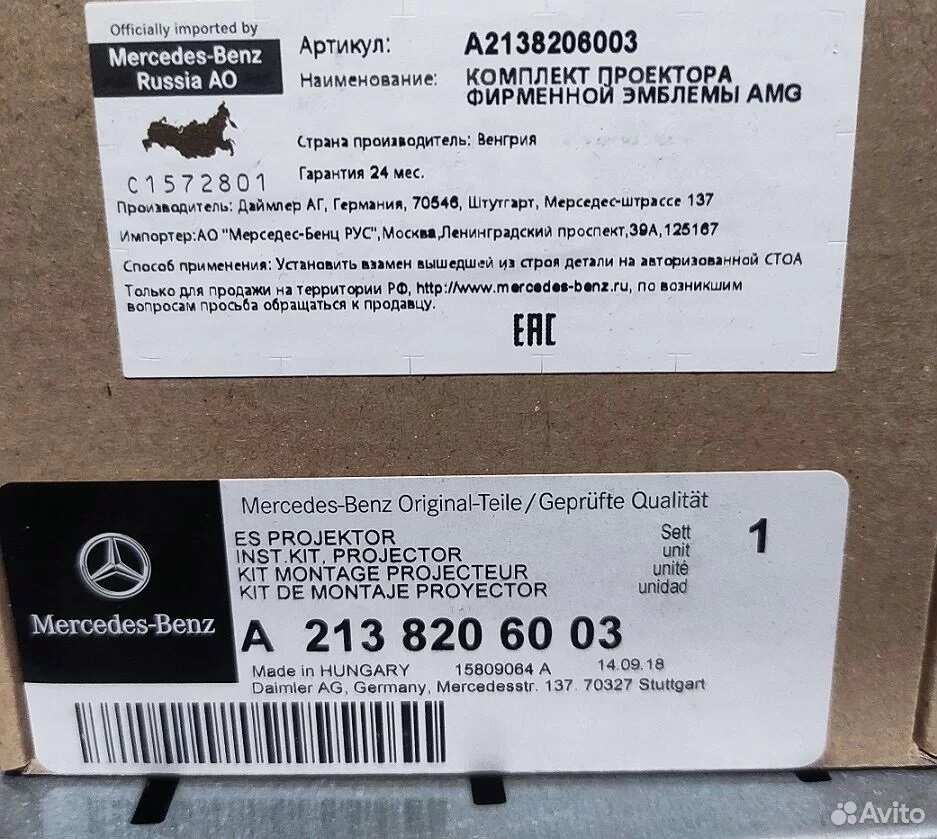 Officially imported by
Mercedes-Benz
Russia АО
C1572801
Артикул: A2138206003
Наименование: КОМПЛЕКТ ПРОЕКТОРА
ФИРМЕННОЙ ЭМБЛЕМЫ AMG
Страна производитель: Венгрия
Гарантия 24 мес.
Производитель: Даймлер АГ, Германия, 70546, Штутгарт, Мерседес-штрассе 137
Импортер:АО "Мерседес-Бенц РУС",Москва,Ленинградский проспект,39А,125167
Способ применения: Установить взамен вышедшей из строя детали на авторизованной СТОА
Только для продажи на территории РФ, http://www.mercedes-benz.ru, по возникшим
вопросам просьба обращаться к продавцу.
EAC
Mercedes-Benz
Mercedes-Benz Original-Teile/Geprüfte Qualität
ES PROJEKTOR Sett 1
INST.KIT, PROJECTOR unit
KIT MONTAGE PROJECTEUR unité
KIT DE MONTAJE PROYECTOR unidad
A 213 820 60 03
Made in HUNGARY 15809064 A 14.09.18
Daimler AG, Germany, Mercedesstr. 137. 70327 Stuttgart
Avito